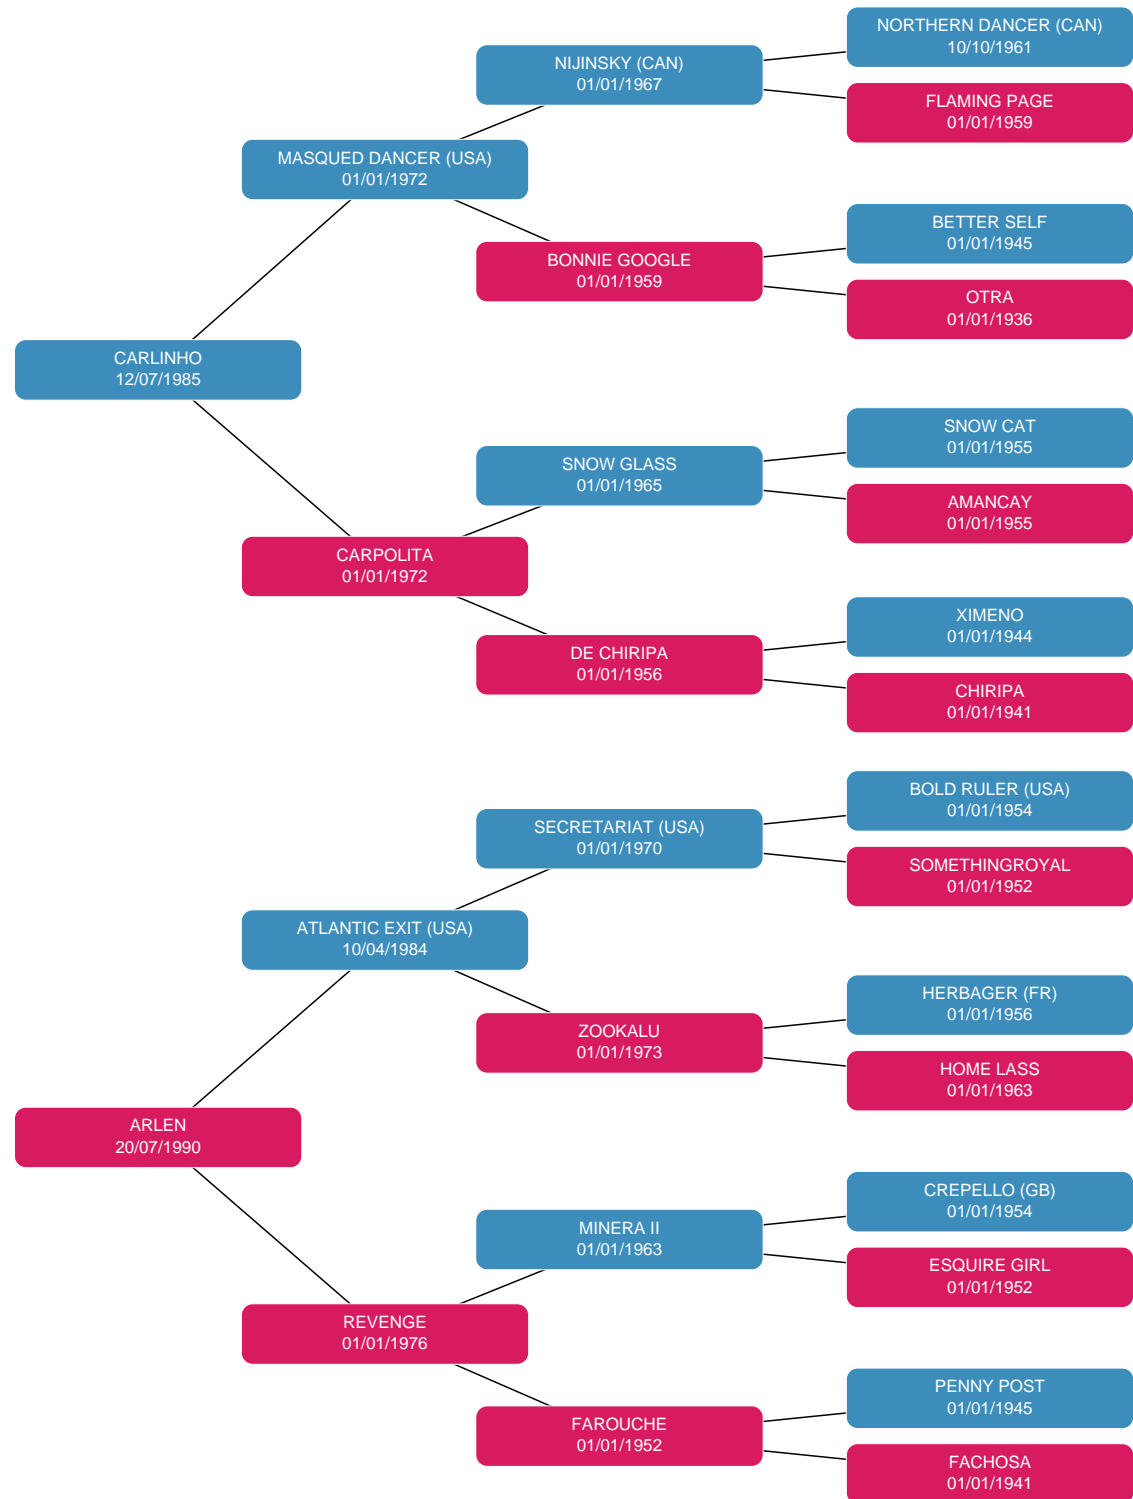 NORTHERN DANCER (CAN)
10/10/1961
NIJINSKY (CAN)
01/01/1967
FLAMING PAGE
01/01/1959
MASQUED DANCER (USA)
01/01/1972
BETTER SELF
01/01/1945
BONNIE GOOGLE
01/01/1959
OTRA
01/01/1936
CARLINHO
12/07/1985
SNOW CAT
01/01/1955
SNOW GLASS
01/01/1965
AMANCAY
01/01/1955
CARPOLITA
01/01/1972
XIMENO
01/01/1944
DE CHIRIPA
01/01/1956
CHIRIPA
01/01/1941
BOLD RULER (USA)
01/01/1954
SECRETARIAT (USA)
01/01/1970
SOMETHINGROYAL
01/01/1952
ATLANTIC EXIT (USA)
10/04/1984
HERBAGER (FR)
01/01/1956
ZOOKALU
01/01/1973
HOME LASS
01/01/1963
ARLEN
20/07/1990
CREPELLO (GB)
01/01/1954
MINERA II
01/01/1963
ESQUIRE GIRL
01/01/1952
REVENGE
01/01/1976
PENNY POST
01/01/1945
FAROUCHE
01/01/1952
FACHOSA
01/01/1941